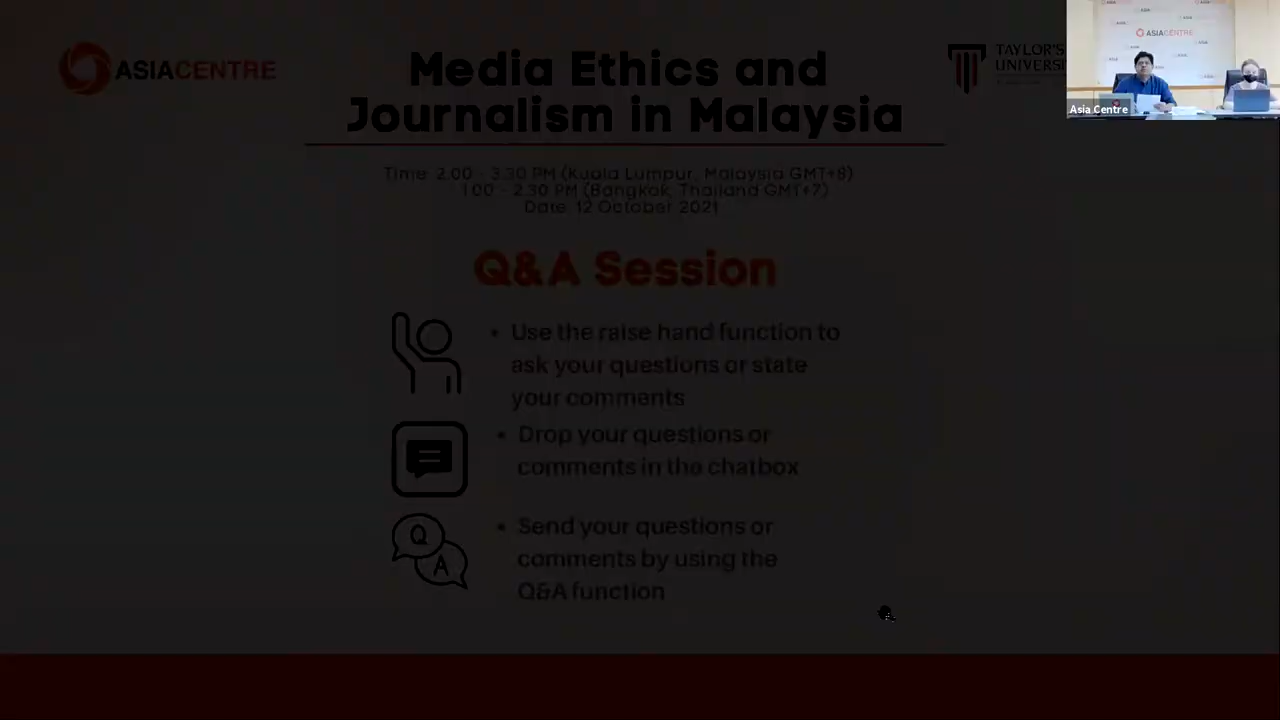 ASIACENTRE
Media Ethics and
Journalism in Malaysia
TAYLOR'S
UNIVERSITY
Time: 2.00 - 3.30 PM (Kuala Lumpur, Malaysia GMT+8)
1.00 - 2.30 PM (Bangkok, Thailand GMT+7)
Date: 12 October 2021
Q&A Session
• Use the raise hand function to
ask your questions or state
your comments
• Drop your questions or
comments in the chatbox
• Send your questions or
comments by using the
Q&A function
Q
A
ASIACENTRE
Asia Centre